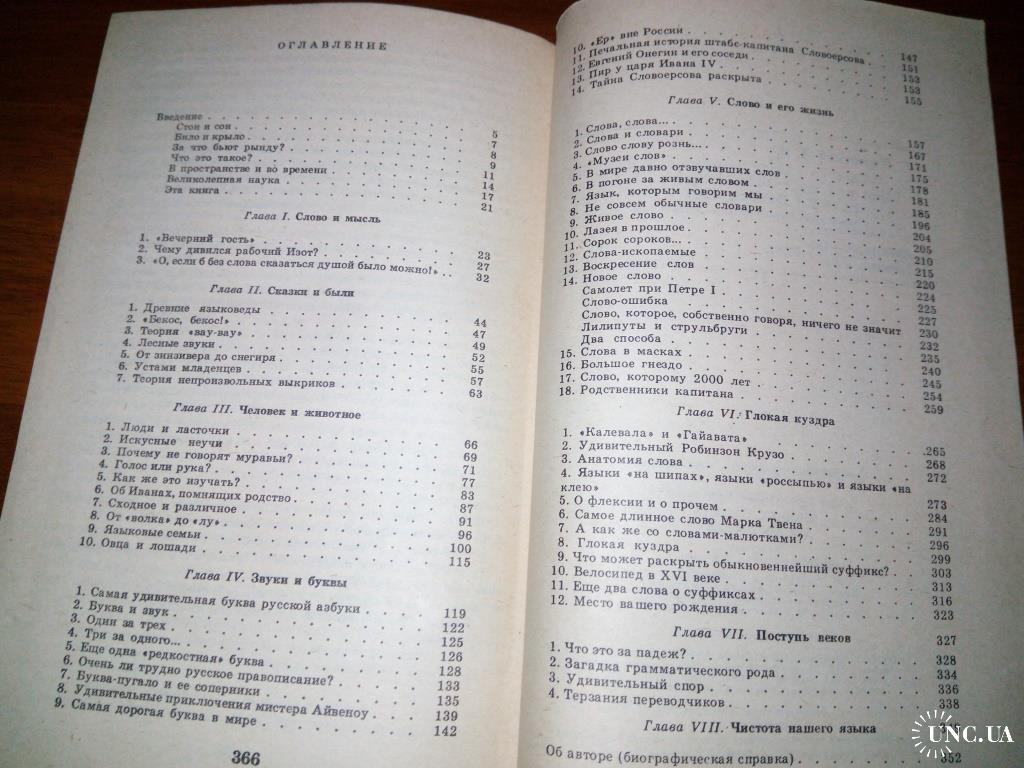 ОГЛАВЛЕНИЕ
Введение . . . 5
Стон и сон . . . 7
Било и крыло . . . 8
За что бьют рынду? . . . 9
Что это такое? . . . 11
В пространстве и во времени . . . 14
Великолепная наука . . . 17
Эта книга . . . 21
Глава I. Слово и мысль
1. «Вечерний гость» . . . 23
2. Чему дивился рабочий Изот? . . . 27
3. «О, если б без слова сказаться душой было можно!» . . 32
Глава II. Сказки и были
1. Древние языковеды . . . 44
2. «Бекос, бекос!» . . . 47
3. Теория «вау-вау» . . . 49
4. Лесные звуки . . . 52
5. От зинзивера до снегиря . . . 55
6. Устами младенцев . . . 57
7. Теория непроизвольных выкриков . . . 63
Глава III. Человек и животное
1. Люди и ласточки . . . 66
2. Искусные неучи . . . 69
3. Почему не говорят муравьи? . . . 71
4. Голос или рука? . . . 77
5. Как же это изучать? . . . 83
6. Об Иванах, помнящих родство . . . 87
7. Сходное и различное . . . 91
8. От «волка» до «лу» . . . 96
9. Языковые семьи . . . 100
10. Овца и лошади . . . 115
Глава IV. Звуки и буквы
1. Самая удивительная буква русской азбуки . . . 119
2. Буква и звук . . . 122
3. Один за трех . . . 125
4. Три за одного... . . . 126
5. Еще одна «редкостная» буква . . . 128
6. Очень ли трудно русское правописание? . . . 133
7. Буква-пугало и ее соперники . . . 135
8. Удивительные приключения мистера Айвеноу . . . 139
9. Самая дорогая буква в мире . . . 142
366
10. «Ер» вне России . . . 147
11. Печальная история штабс-капитана Словоерсова . . . 151
12. Евгений Онегин и его соседи . . . 153
13. Пир у царя Ивана IV . . . 153
14. Тайна Словоерсова раскрыта . . . 155
Глава V. Слово и его жизнь
1. Слова, слова... . . . 157
2. Слова и словари . . . 167
3. Слово слову рознь... . . . 171
4. «Музеи слов» . . . 175
5. В мире давно отзвучавших слов . . . 178
6. В погоне за живым словом . . . 181
7. Язык, которым говорим мы . . . 185
8. Не совсем обычные словари . . . 196
9. Живое слово . . . 204
10. Лазея в прошлое . . . 205
11. Сорок сороков... . . . 210
12. Слова-ископаемые . . . 215
13. Воскресение слов . . . 220
14. Новое слово . . . 224
Самолет при Петре I . . . 225
Слово-ошибка . . . 227
Слово, которое, собственно говоря, ничего не значит 230
Лилипуты и струльбруги . . . 232
Два способа . . . 235
15. Слова в масках . . . 240
16. Большое гнездо . . . 245
17. Слово, которому 2000 лет . . . 254
18. Родственники капитана . . . 259
Глава VI. Глокая куздра
1. «Калевала» и «Гайавата» . . . 265
2. Удивительный Робинзон Крузо . . . 268
3. Анатомия слова . . . 272
4. Языки «на шипах», языки «россыпью» и языки «на
клею» . . . 273
5. О флексии и о прочем . . . 284
6. Самое длинное слово Марка Твена . . . 291
7. А как же со словами-малютками? . . . 296
8. Глокая куздра . . . 299
9. Что может раскрыть обыкновеннейший суффикс? . . . 303
10. Велосипед в XVI веке . . . 313
11. Еще два слова о суффиксах . . . 316
12. Место вашего рождения . . . 323
Глава VII. Поступь веков 327
1. Что это за падеж? . . . 328
2. Загадка грамматического рода . . . 334
3. Удивительный спор . . . 336
4. Терзания переводчиков . . . 338
Глава VIII. Чистота нашего языка
Об авторе (биографическая справка) . . . 352
UNC.UA